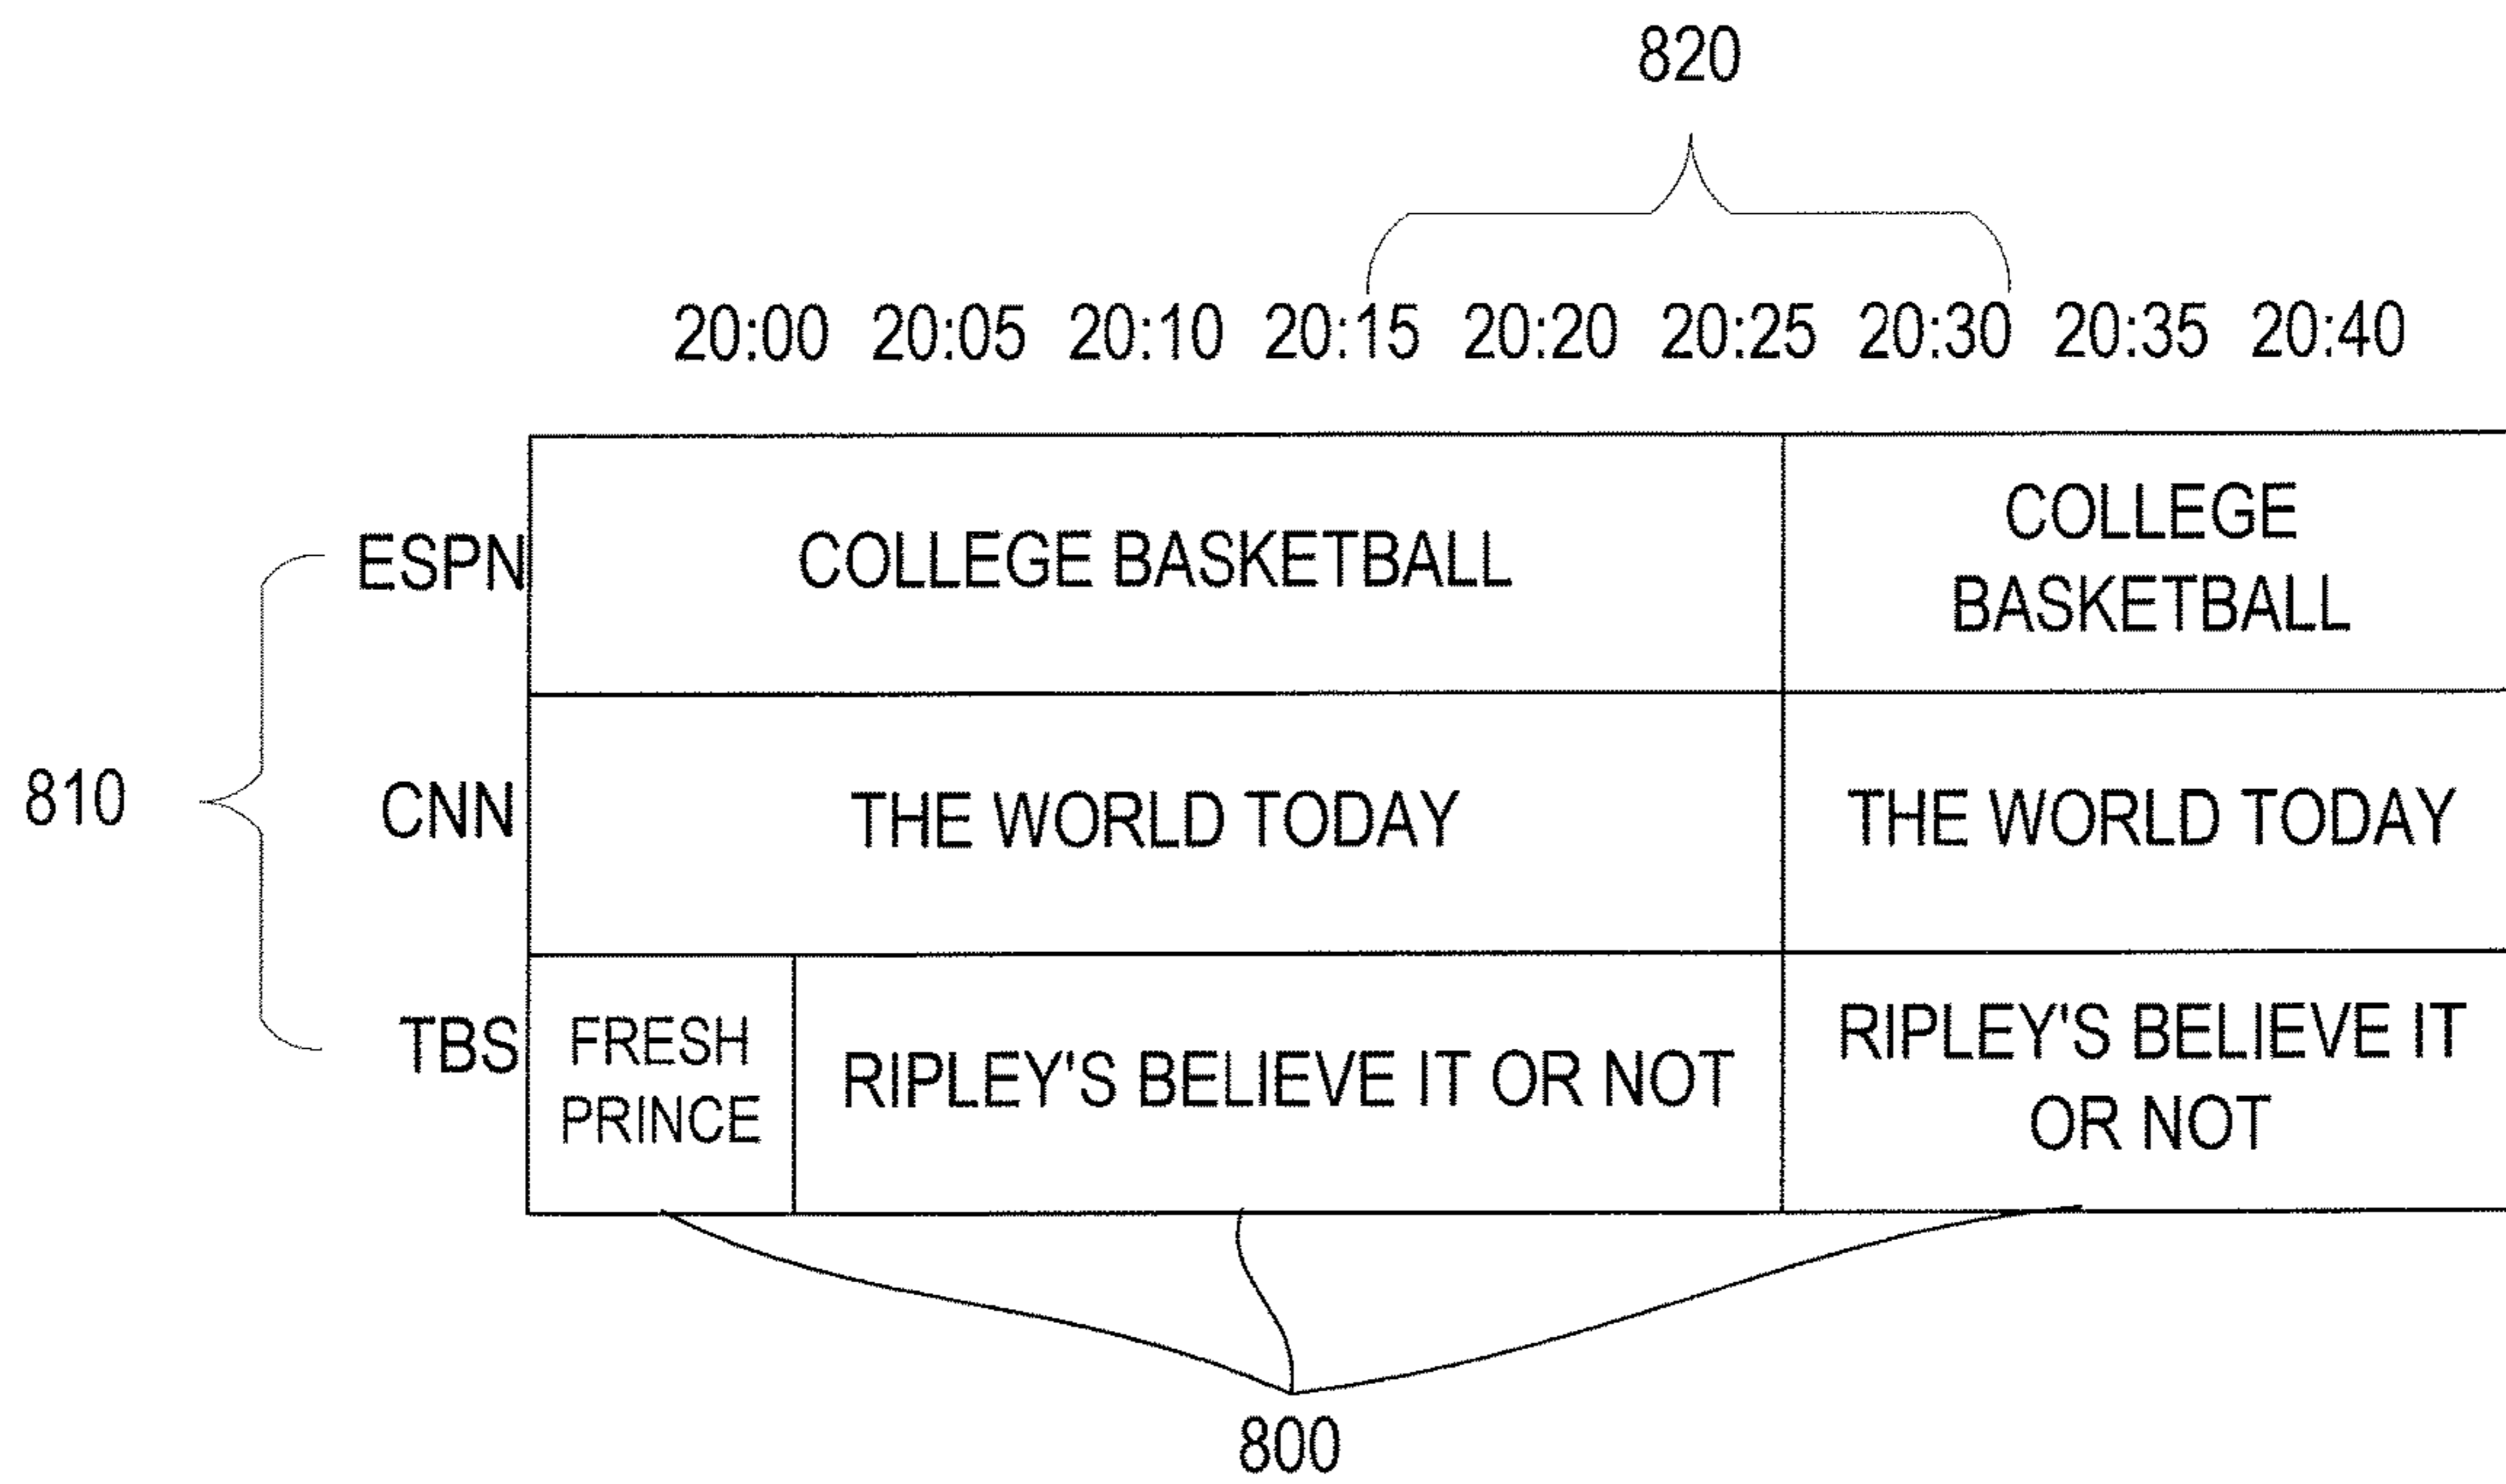 820
20:00 20:05 20:10 20:15 20:20 20:25 20:30 20:35 20:40
ESPN
COLLEGE BASKETBALL
COLLEGE
BASKETBALL
810
CNN
THE WORLD TODAY
THE WORLD TODAY
TBS
FRESH
PRINCE
RIPLEY'S BELIEVE IT OR NOT
RIPLEY'S BELIEVE IT
OR NOT
800